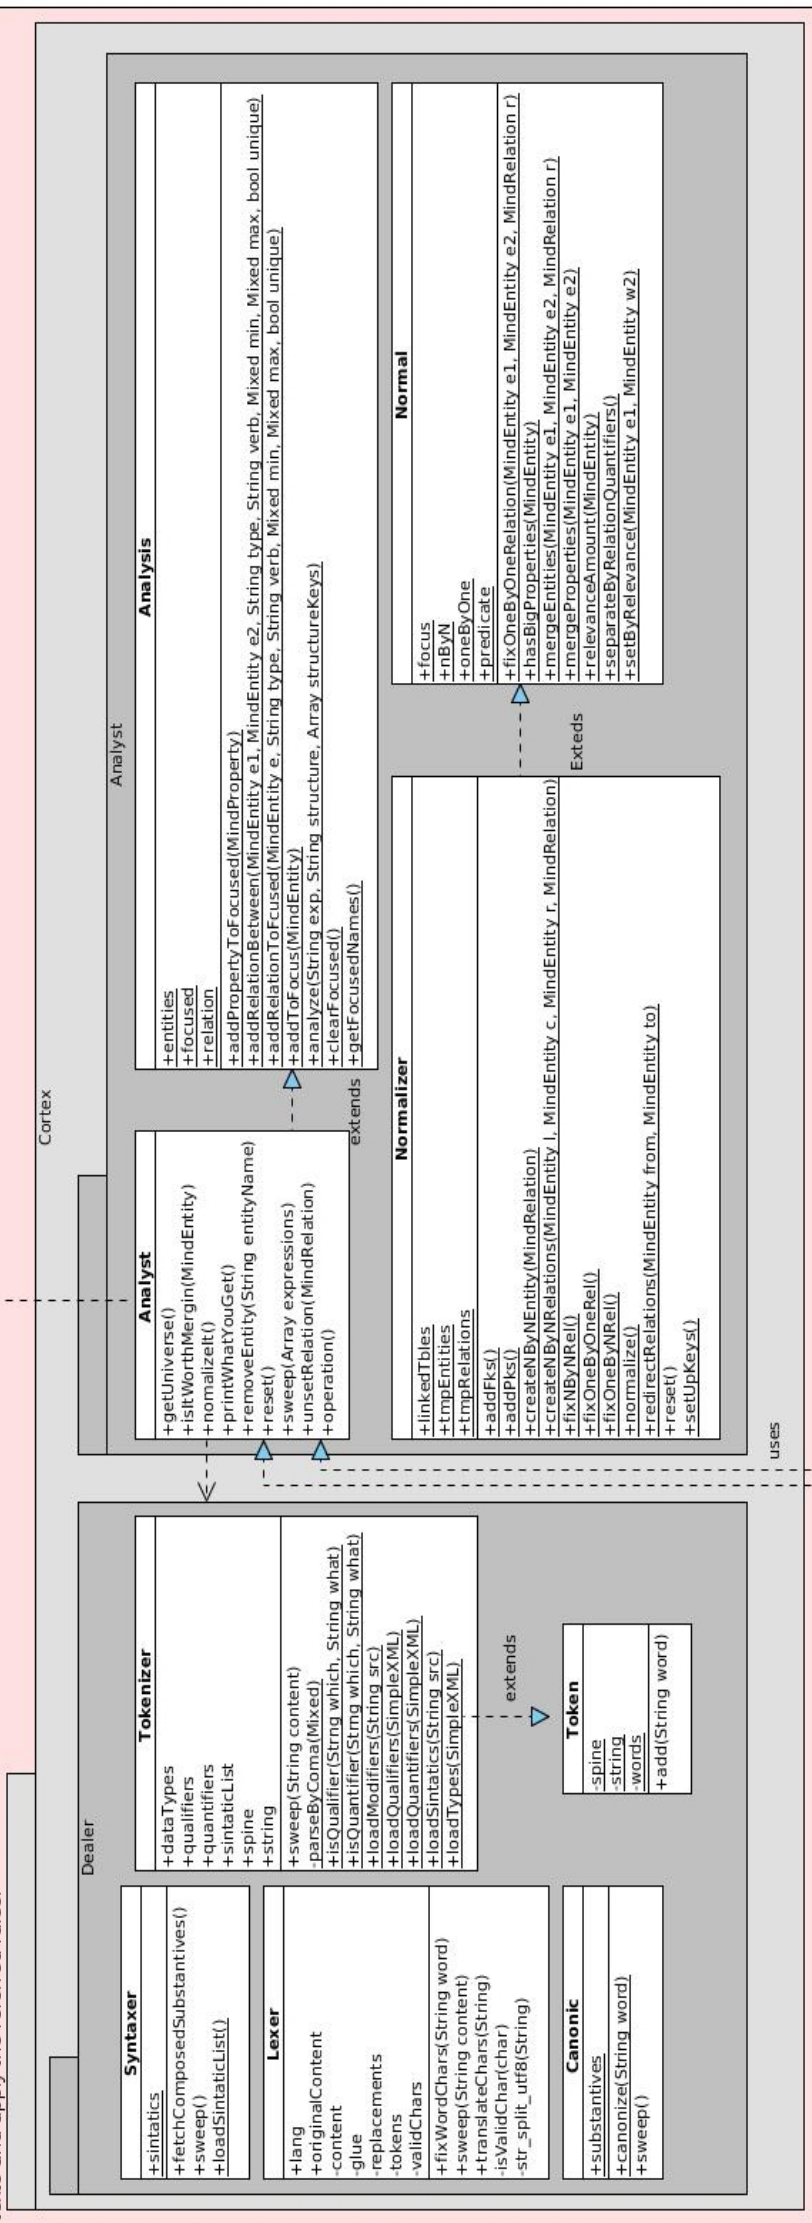 Cortex
Dealer
Syntaxer
+sintatics
+fetchComposedSubstantives()
+sweep()
+loadSintaticList()
Lexer
+lang
+originalContent
-content
-glue
-replacements
-tokens
-validChars
+fixWordChars(String word)
+sweep(String content)
+translateChars(String)
-isValidChar(char)
-str_split_utf8(String)
Canonic
+substantives
+canonize(String word)
+sweep()
Tokenizer
+dataTypes
+qualifiers
+quantifiers
+sintaticList
+spine
+string
+sweep(String content)
-parseByComa(Mixed)
+isQualifier(Strng which, String what)
+isQuantifier(Strng which, String what)
+loadModifiers(String src)
+loadQualifiers(SimpleXML)
+loadQuantifiers(SimpleXML)
+loadSintatics(String src)
+loadTypes(SimpleXML)
extends
Token
-spine
-string
-words
+add(String word)
Analyst
Analyst
+getUniverse()
+isItWorthMergin(MindEntity)
+nomalizeIt()
+printWhatYouGet()
+removeEntity(String entityName)
+reset()
+sweep(Array expressions)
+unsetRelation(MindRelation)
+operation()
extends
Analysis
+entities
+focused
+relation
+addPropertyToFocused(MindProperty)
+addRelationBetween(MindEntity e1, MindEntity e2, String type, String verb, Mixed min, Mixed max, bool unique)
+addRelationToFcused(MindEntity e, String type, String verb, Mixed min, Mixed max, bool unique)
+addToFocus(MindEntity)
+analyze(String exp, String structure, Array structureKeys)
+clearFocused()
+getFocusedNames()
Normalizer
+linkedTbles
+tmpEntities
+tmpRelations
+addFks()
+addPks()
+createNByNEntity(MindRelation)
+createNByNRelations(MindEntity l, MindEntity c, MindEntity r, MindRelation)
+fixNByNRel()
+fixOneByOneRel()
+fixOneByNRel()
+normalize()
+redirectRelations(MindEntity from, MindEntity to)
+reset()
+setUpKeys()
Exteds
Normal
+focus
+nByN
+oneByOne
+predicate
+fixOneByOneRelation(MindEntity e1, MindEntity e2, MindRelation r)
+hasBigProperties(MindEntity)
+mergeEntities(MindEntity e1, MindEntity e2, MindRelation r)
+mergeProperties(MindEntity e1, MindEntity e2)
+relevanceAmount(MindEntity)
+separateByRelationQuantifiers()
+setByRelevance(MindEntity e1, MindEntity w2)
uses